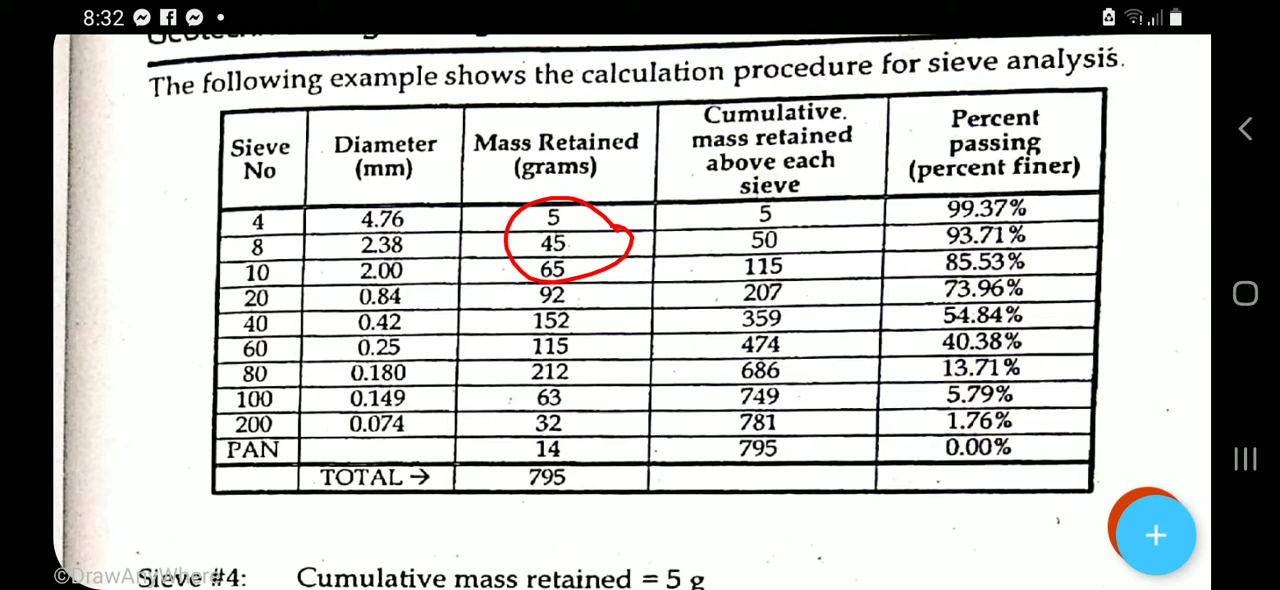 8:32
The following example shows the calculation procedure for sieve analysis.
Sieve No Diameter (mm) Mass Retained (grams) Cumulative. mass retained above each sieve Percent passing (percent finer)
4 4.76 5 5 99.37%
8 2.38 45 50 93.71%
10 2.00 65 115 85.53%
20 0.84 92 207 73.96%
40 0.42 152 359 54.84%
60 0.25 115 474 40.38%
80 0.180 212 686 13.71%
100 0.149 63 749 5.79%
200 0.074 32 781 1.76%
PAN 14 795 0.00%
TOTAL → 795
Sieve #4: Cumulative mass retained = 5 g
©DrawAnyWhere